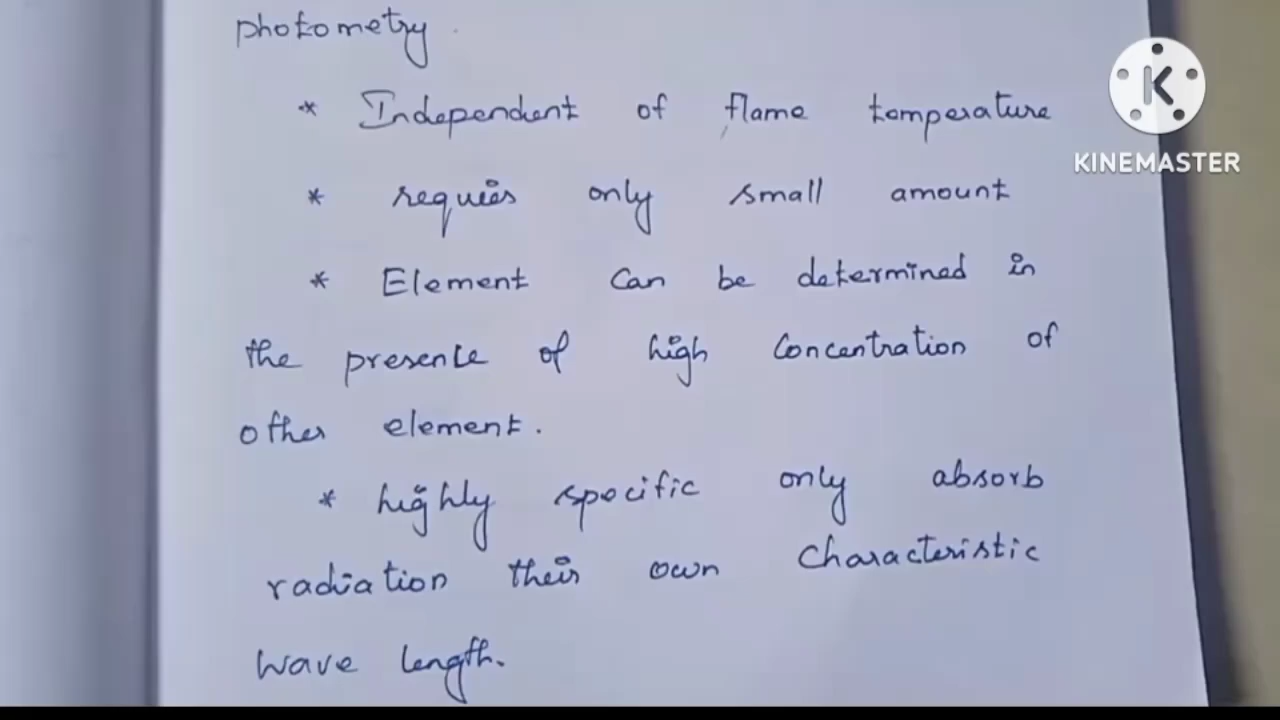 photometry.
* Independent of flame temperature
* requies only small amount
* Element can be determined in
the presence of high concentration of
other element.
* highly specific only absorb
radiation their own characteristic
wave length.
K
KINEMASTER